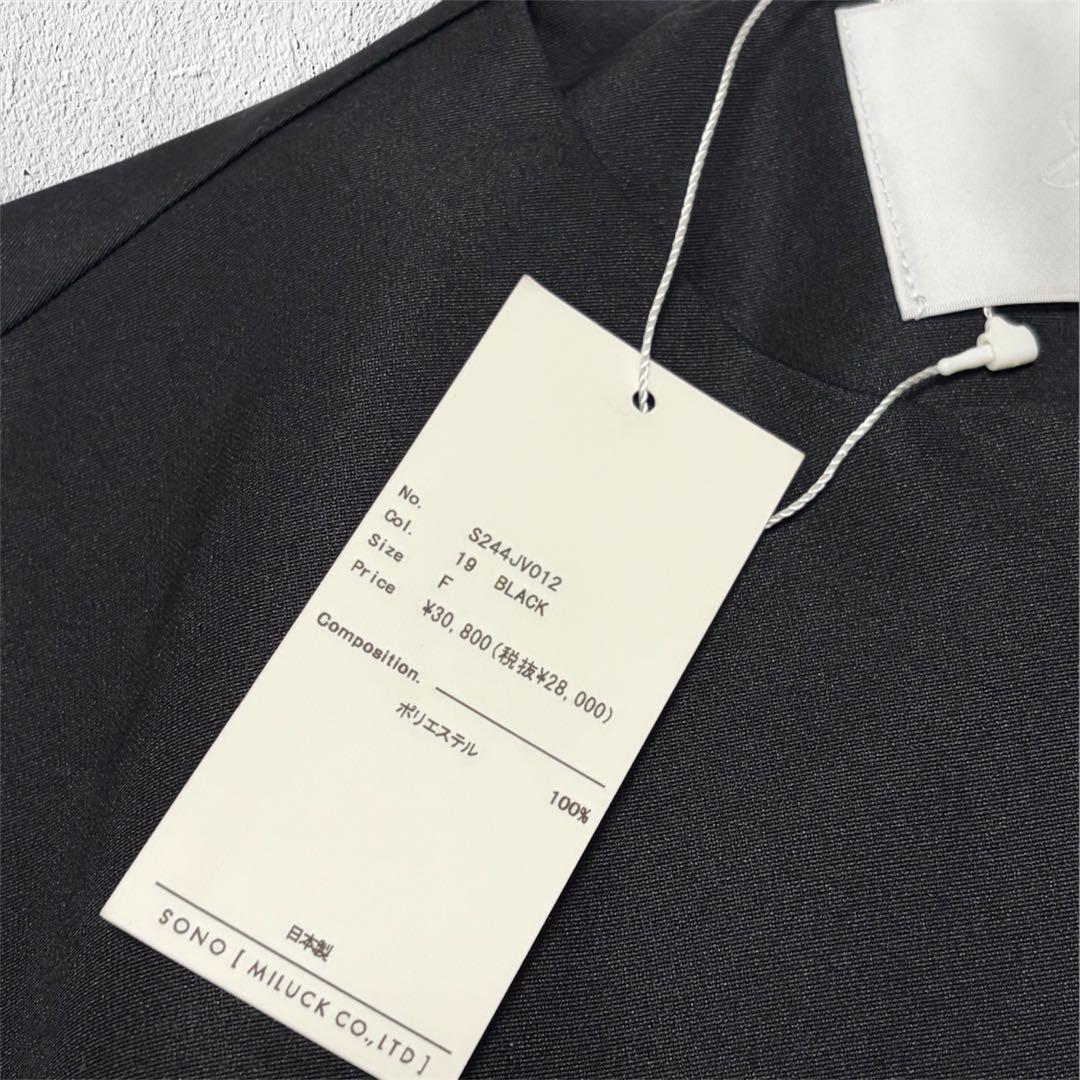 No. S244JV012
Col. 19 BLACK
Size F
Price ¥30,800(税抜¥28,000)
Composition.
ポリエステル
100%
日本製
SONO [ MILUCK CO.,LTD ]